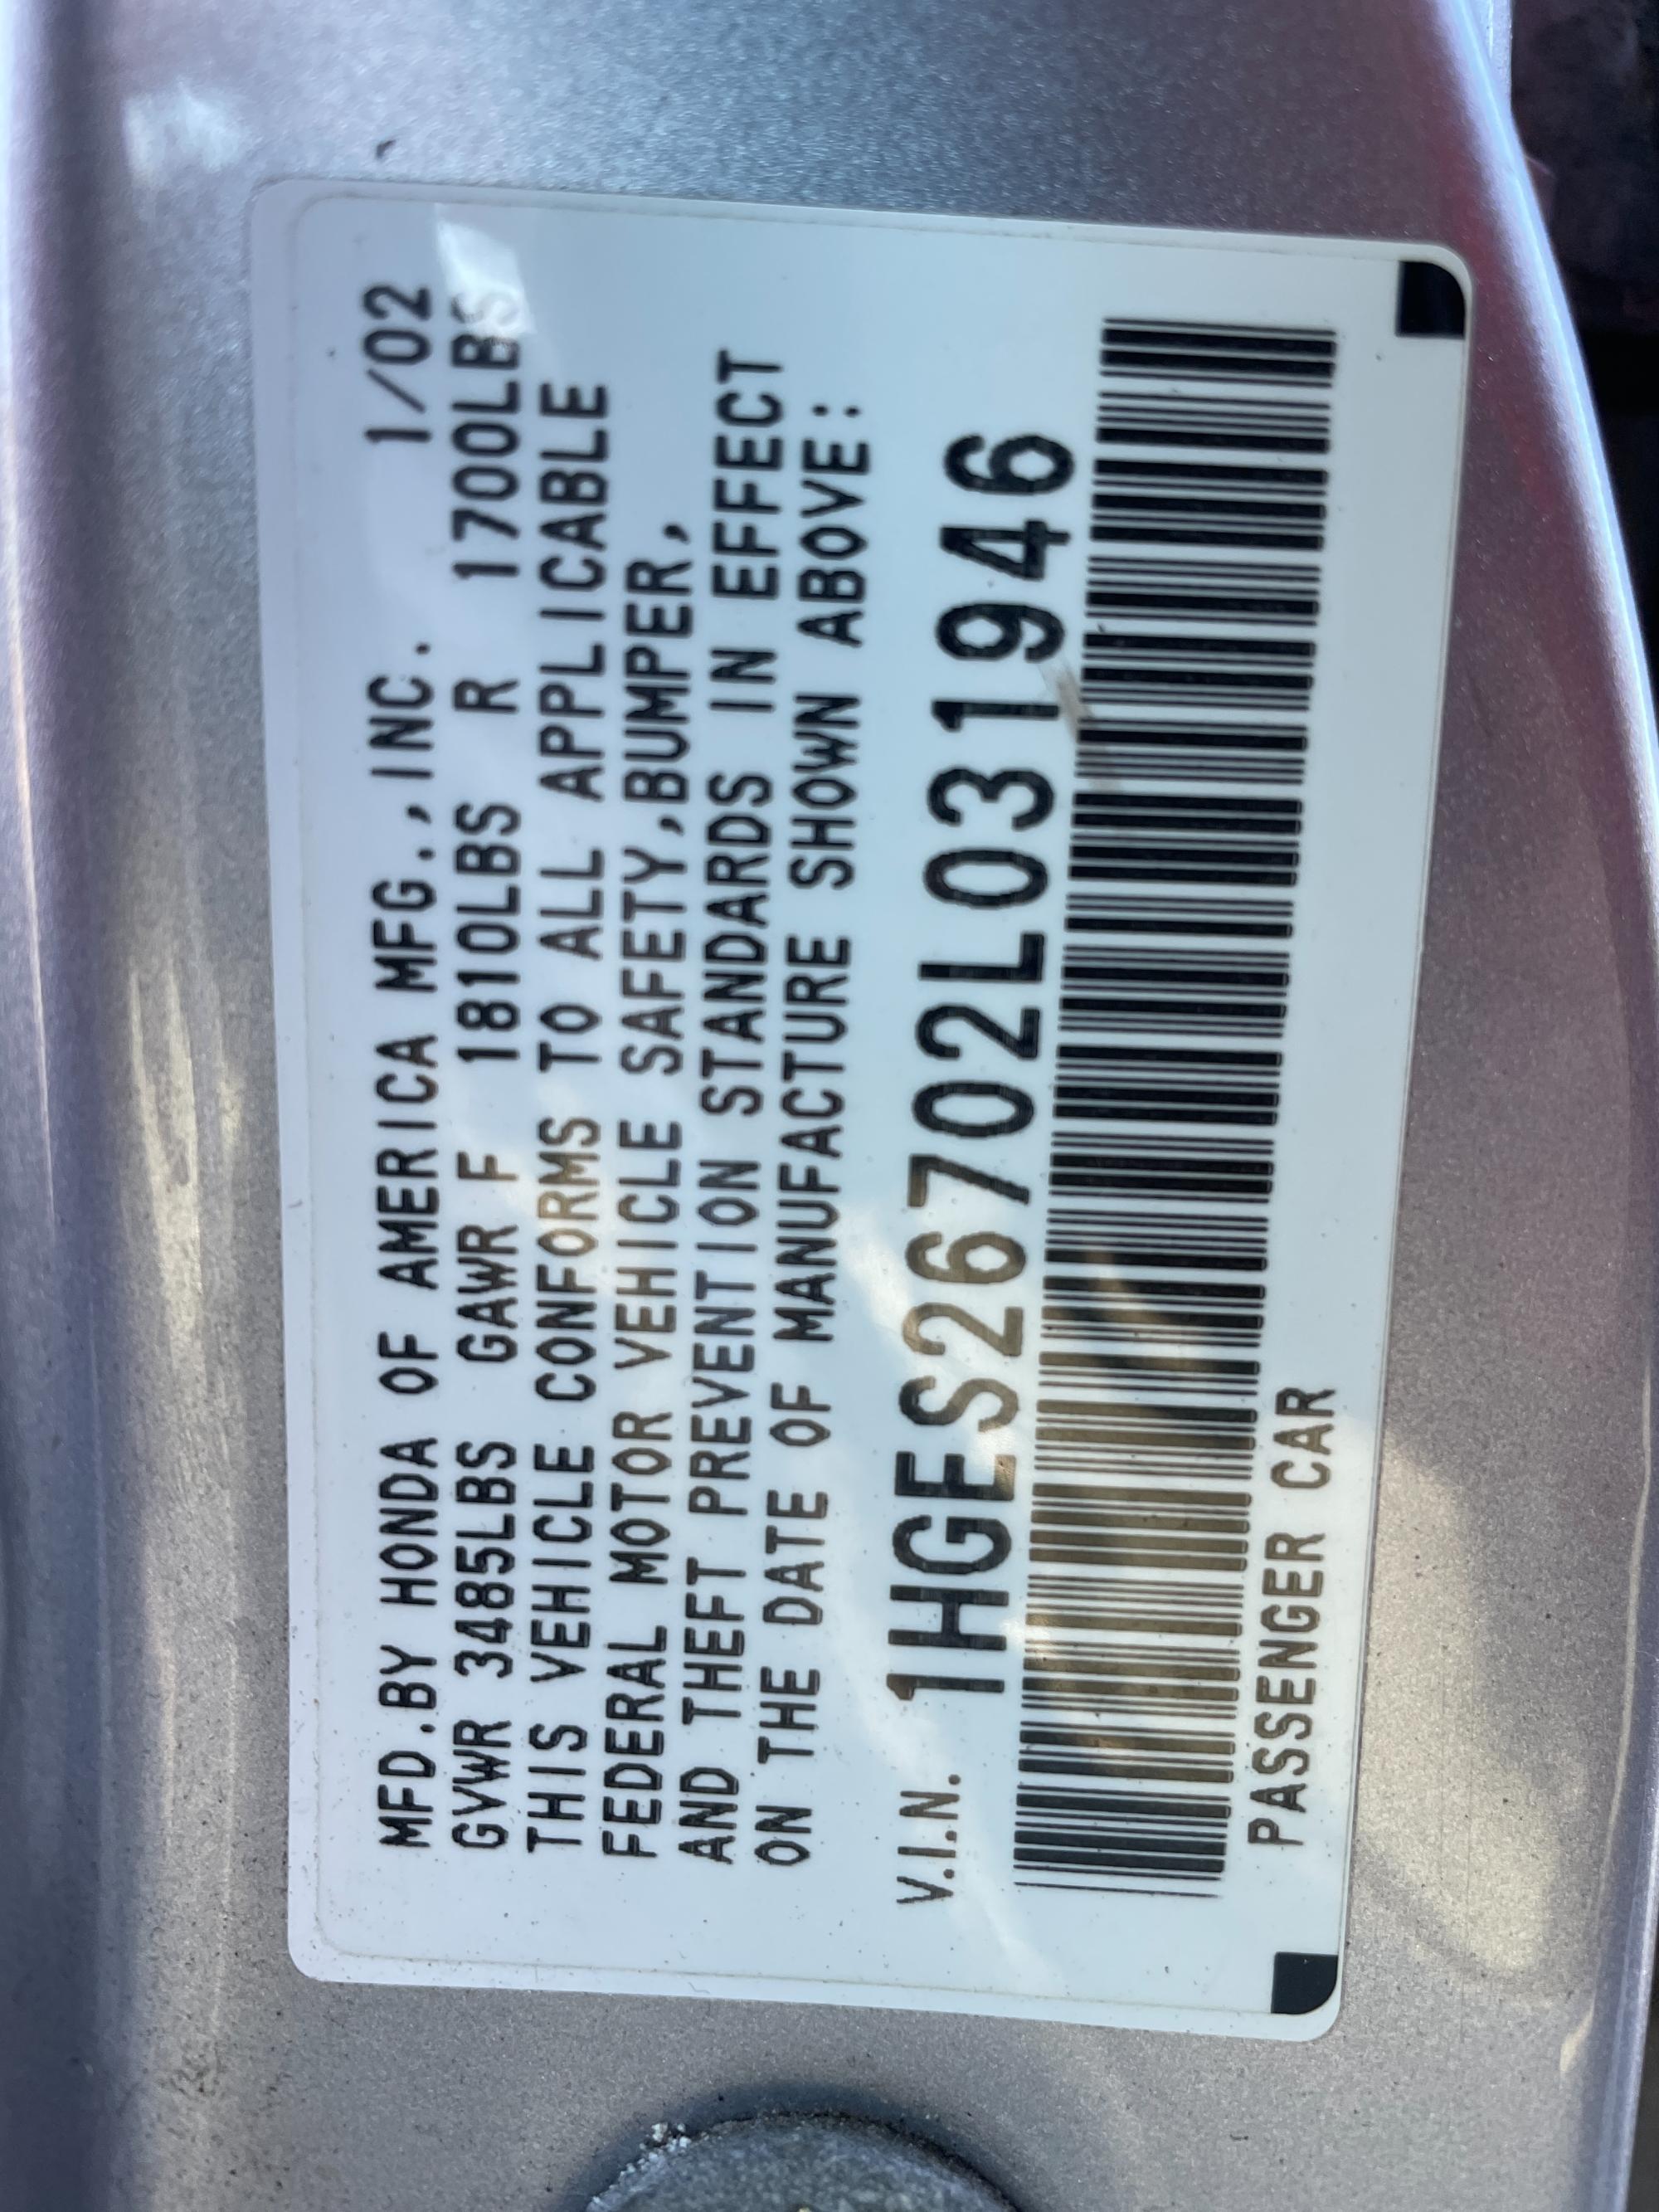 MFD.BY HONDA OF AMERICA MFG.,INC. 1/02
GVWR 3485LBS GAWR F 1810LBS R 1700LBS
THIS VEHICLE CONFORMS TO ALL APPLICABLE
FEDERAL MOTOR VEHICLE SAFETY,BUMPER,
AND THEFT PREVENTION STANDARDS IN EFFECT
ON THE DATE OF MANUFACTURE SHOWN ABOVE:
V.I.N. 1HGES26702L031946
PASSENGER CAR